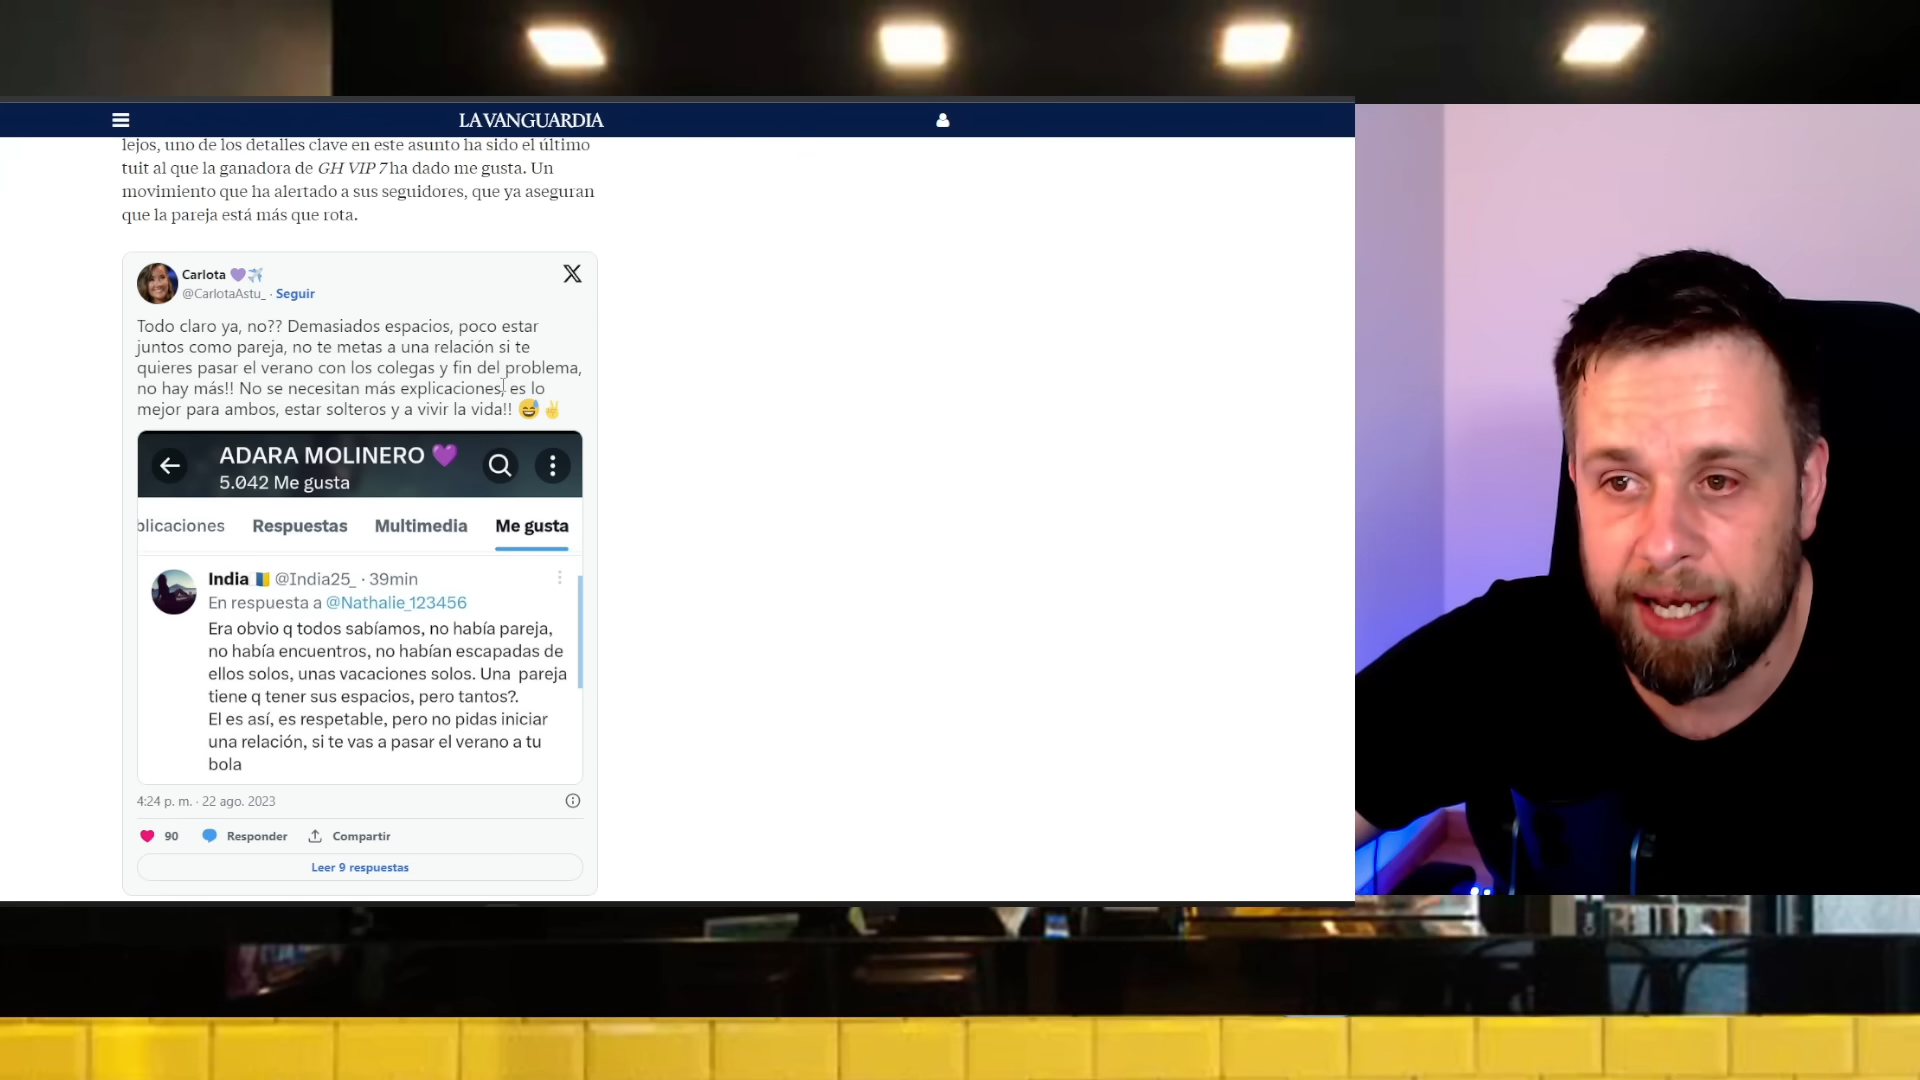 LA VANGUARDIA
lejos, uno de los detalles clave en este asunto ha sido el último
tuit al que la ganadora de GH VIP 7 ha dado me gusta. Un
movimiento que ha alertado a sus seguidores, que ya aseguran
que la pareja está más que rota.
Carlota 💜✈️
@CarlotaAstu_ · Seguir
Todo claro ya, no?? Demasiados espacios, poco estar
juntos como pareja, no te metas a una relación si te
quieres pasar el verano con los colegas y fin del problema,
no hay más!! No se necesitan más explicaciones, es lo
mejor para ambos, estar solteros y a vivir la vida!! 😅✌️
ADARA MOLINERO 💜
5.042 Me gusta
blicaciones Respuestas Multimedia Me gusta
India @India25_ · 39min
En respuesta a @Nathalie_123456
Era obvio q todos sabíamos, no había pareja,
no había encuentros, no habían escapadas de
ellos solos, unas vacaciones solos. Una pareja
tiene q tener sus espacios, pero tantos?.
El es así, es respetable, pero no pidas iniciar
una relación, si te vas a pasar el verano a tu
bola
4:24 p. m. · 22 ago. 2023
90 Responder Compartir
Leer 9 respuestas